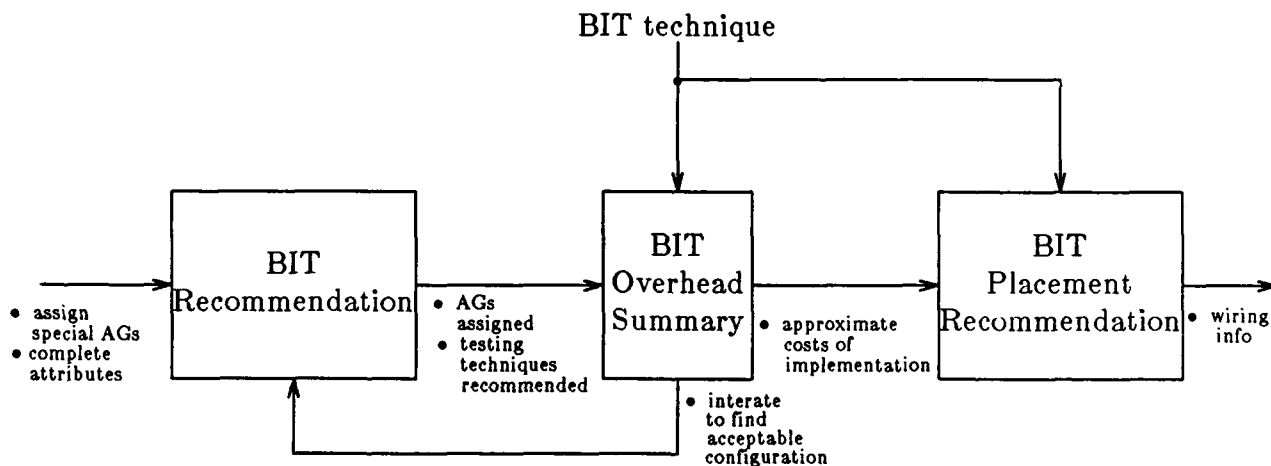 BIT technique
BIT
Recommendation
BIT
Overhead
Summary
BIT
Placement
Recommendation
• assign
special AGs
• complete
attributes
• AGs
assigned
• testing
techniques
recommended
• approximate
costs of
implementation
• wiring
info
• interate
to find
acceptable
configuration